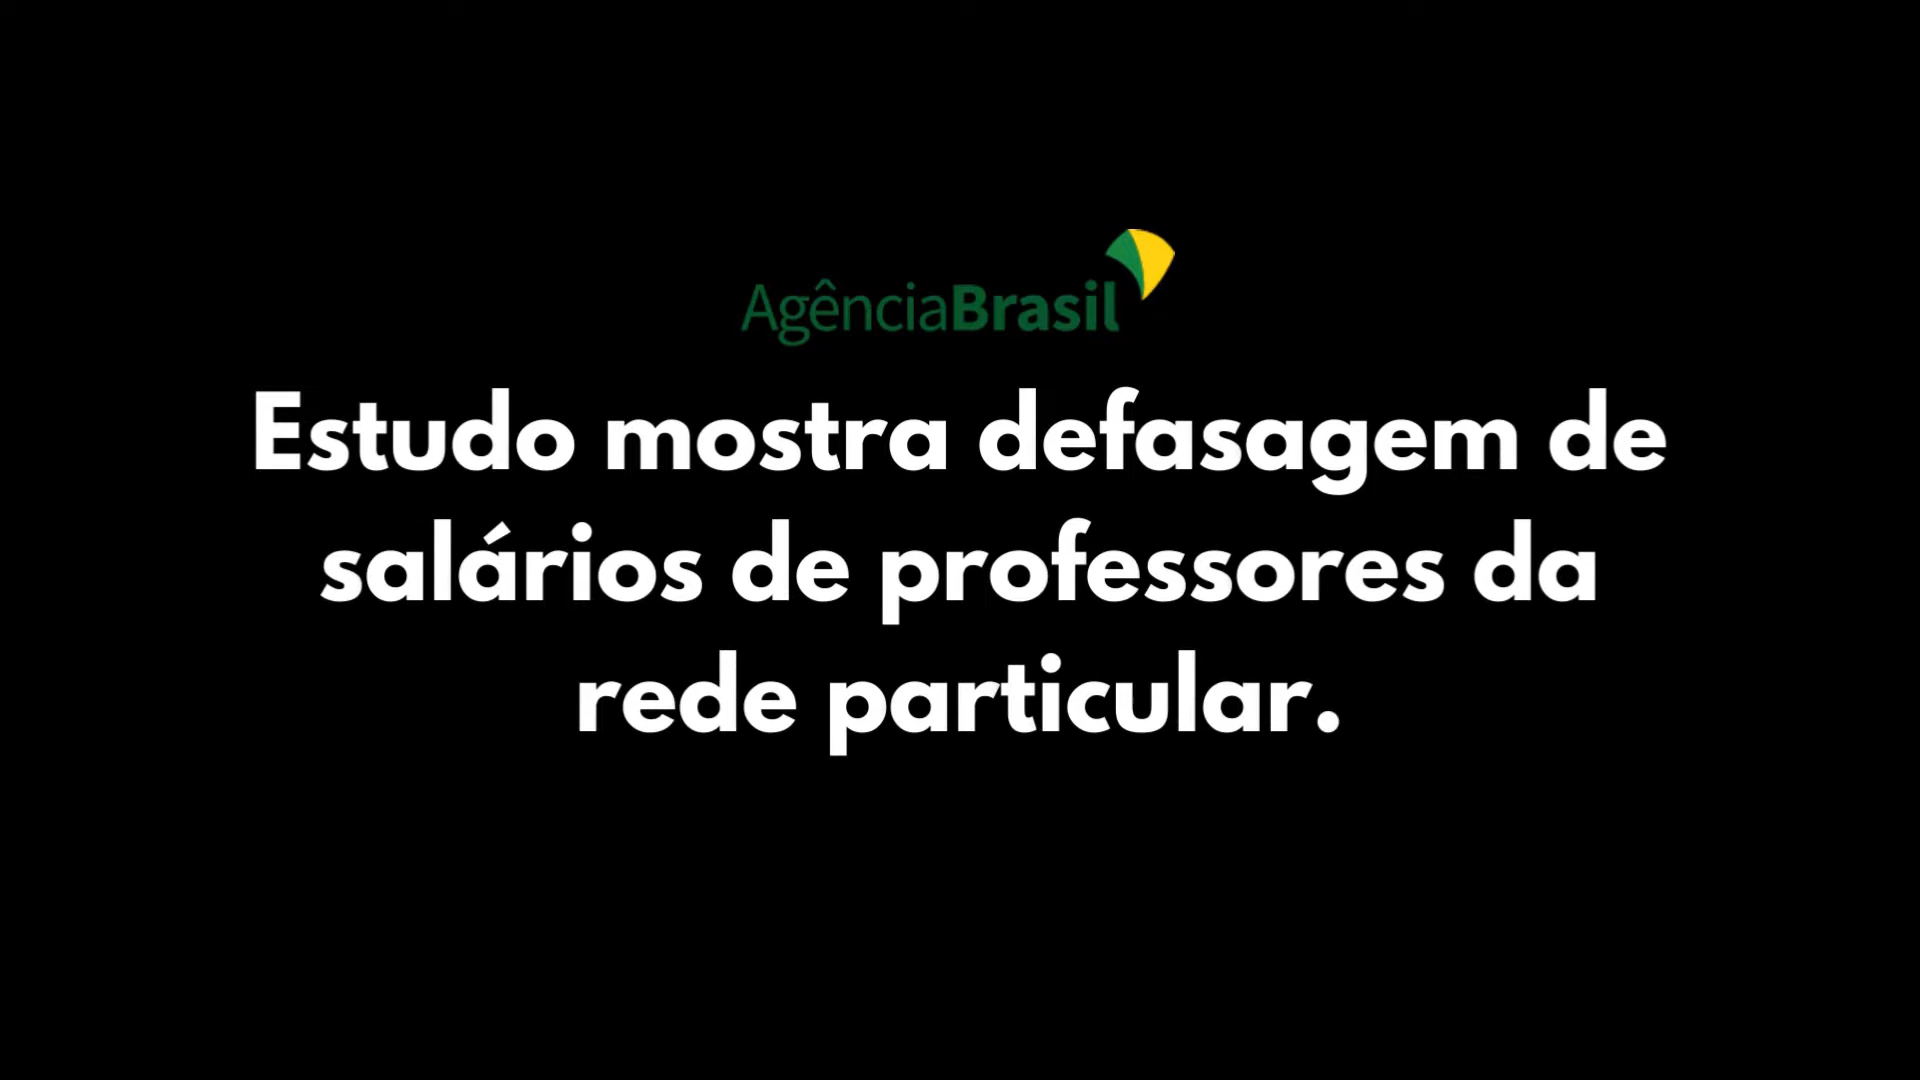 AgênciaBrasil
Estudo mostra defasagem de
salários de professores da
rede particular.